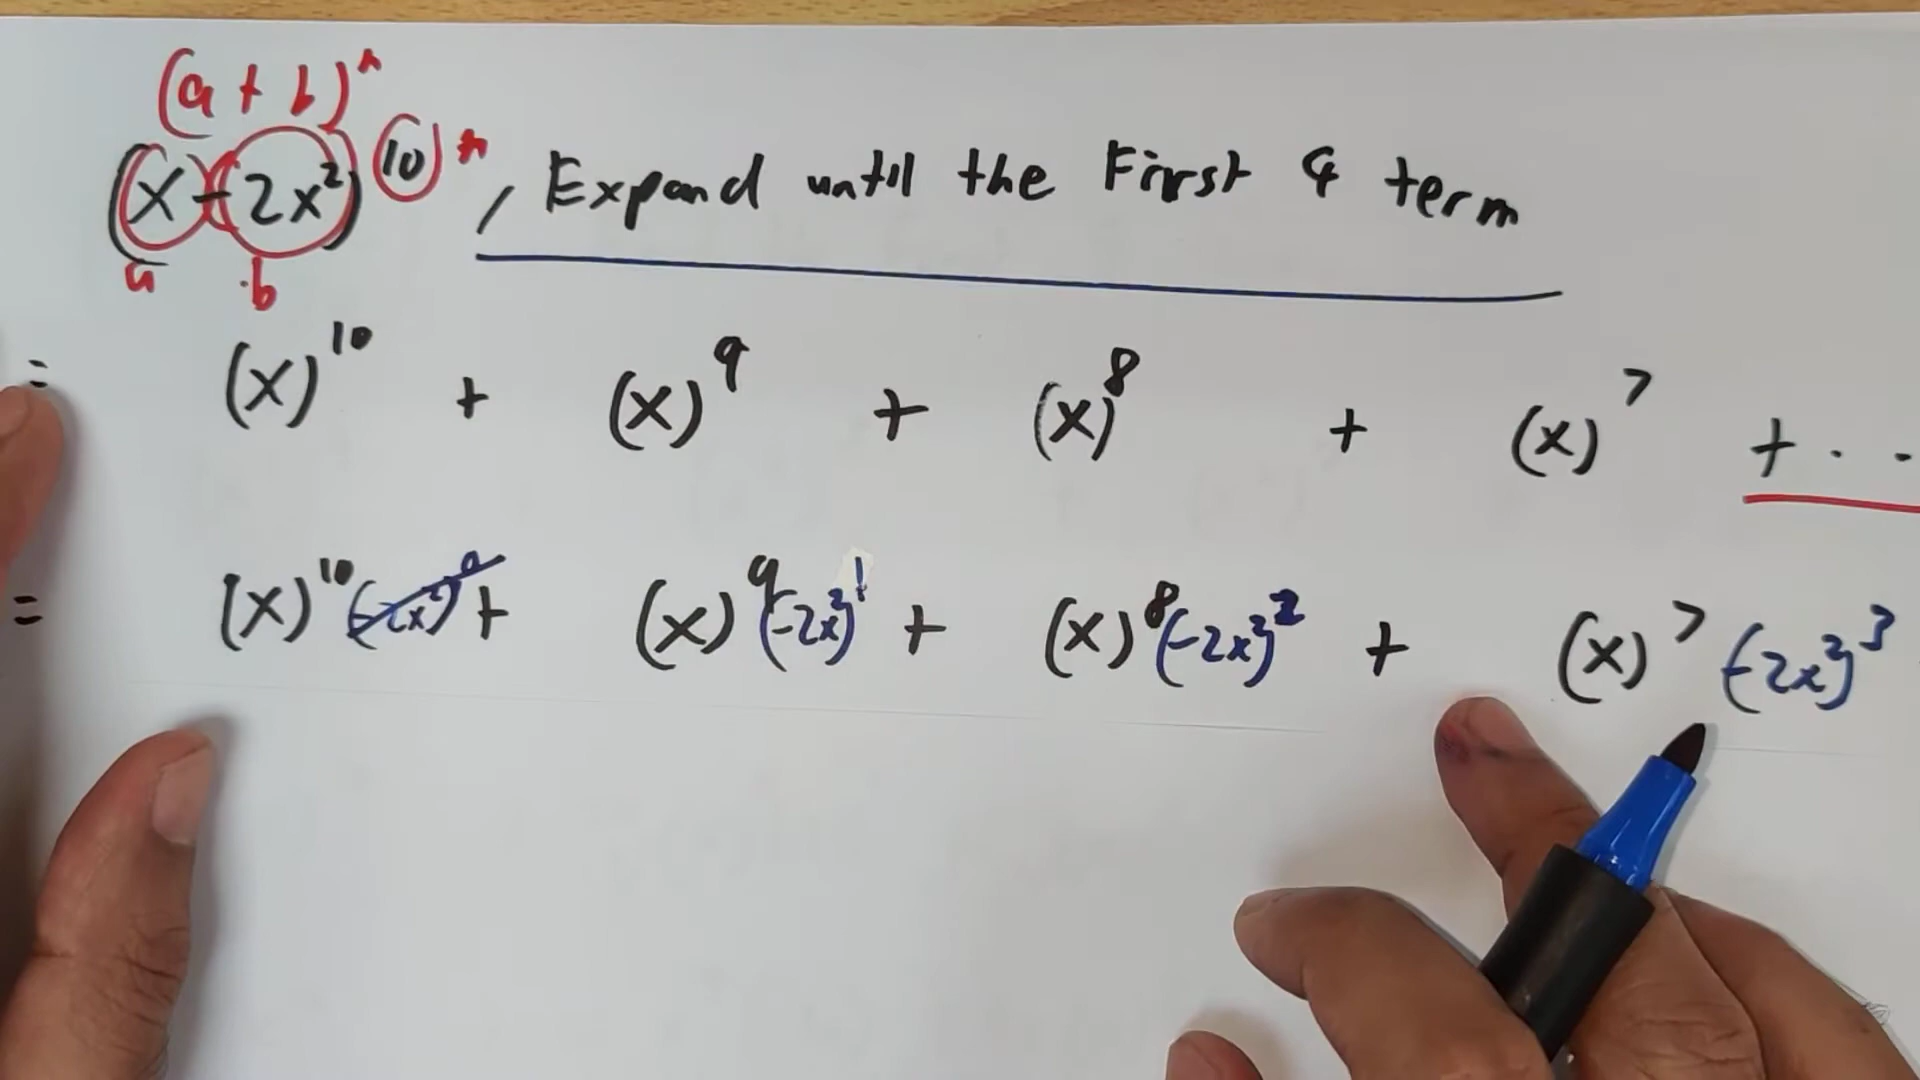 (a + b)ⁿ
(x - 2x²)¹⁰ ⁿ, Expand until the First 4 term
a b
= (x)¹⁰ + (x)⁹ + (x)⁸ + (x)⁷ + . .
= (x)¹⁰(-2x²)⁰ + (x)⁹(-2x²)¹ + (x)⁸(-2x²)² + (x)⁷(-2x²)³